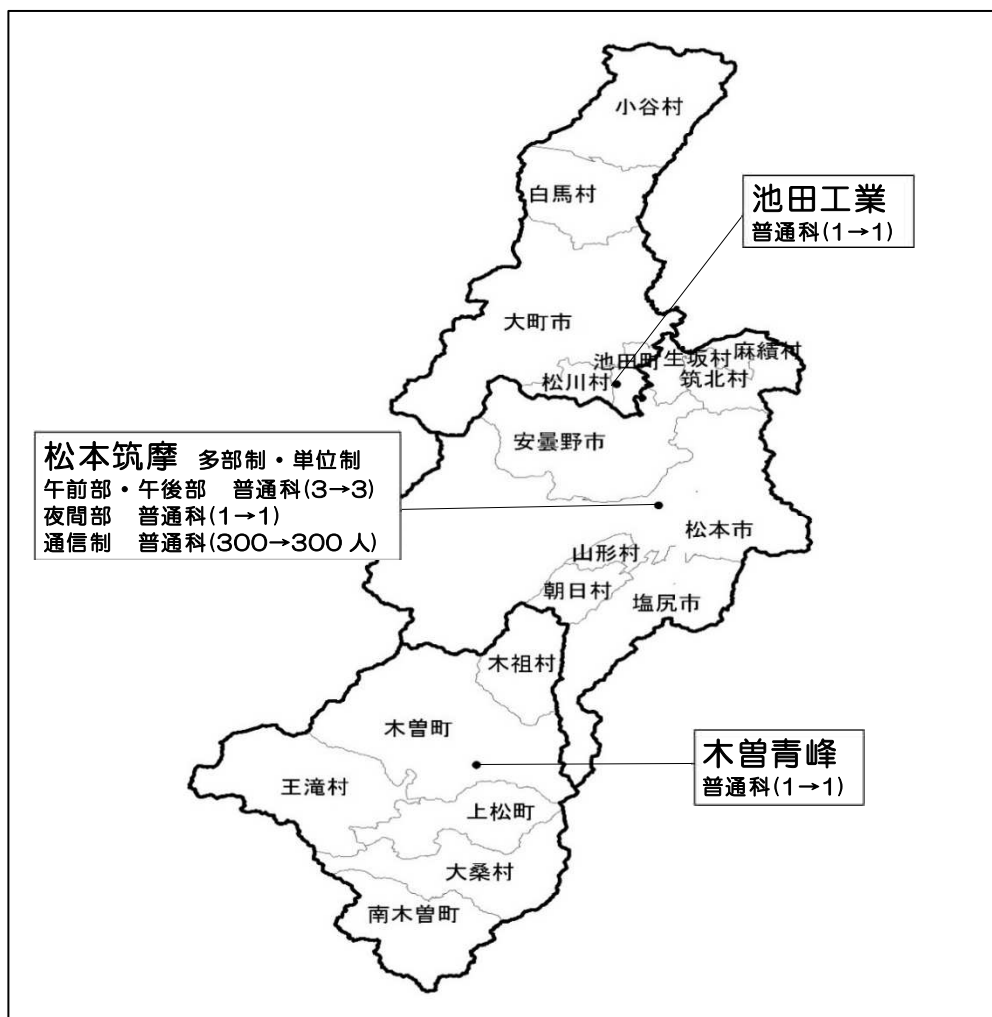 小谷村
白馬村
池田工業
普通科(1→1)
大町市
池田町
生坂村
麻績村
松川村
筑北村
安曇野市
松本筑摩 多部制・単位制
午前部・午後部 普通科(3→3)
夜間部 普通科(1→1)
通信制 普通科(300→300人)
松本市
山形村
朝日村
塩尻市
木祖村
木曽町
木曽青峰
普通科(1→1)
王滝村
上松町
大桑村
南木曽町